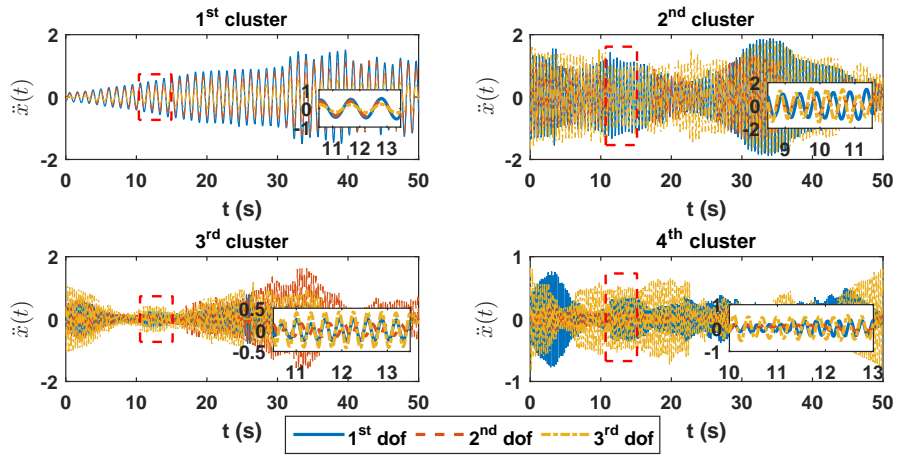 1st cluster
2nd cluster
ẍ(t)
2
0
-2
1
0
-1
11 12 13
0 10 20 30 40 50
t (s)
ẍ(t)
2
0
-2
2
0
-2
9 10 11
0 10 20 30 40 50
t (s)
3rd cluster
4th cluster
ẍ(t)
2
0
-2
0.5
0
-0.5
11 12 13
0 10 20 30 40 50
t (s)
ẍ(t)
1
0
-1
1
0
-1
10 11 12 13
0 10 20 30 40 50
t (s)
1st dof 2nd dof 3rd dof